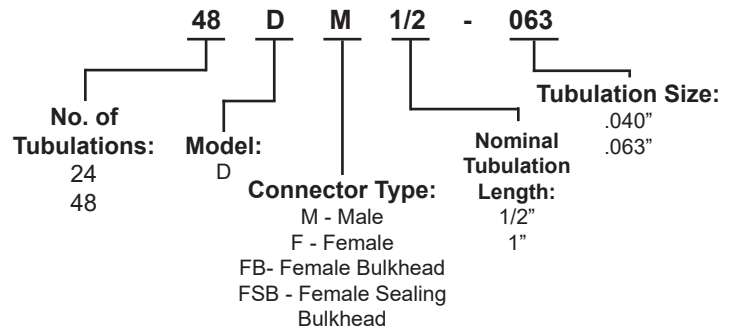 48 D M 1/2 - 063
No. of
Tubulations:
24
48
Model:
D
Connector Type:
M - Male
F - Female
FB- Female Bulkhead
FSB - Female Sealing
Bulkhead
Nominal
Tubulation
Length:
1/2”
1”
Tubulation Size:
.040”
.063”